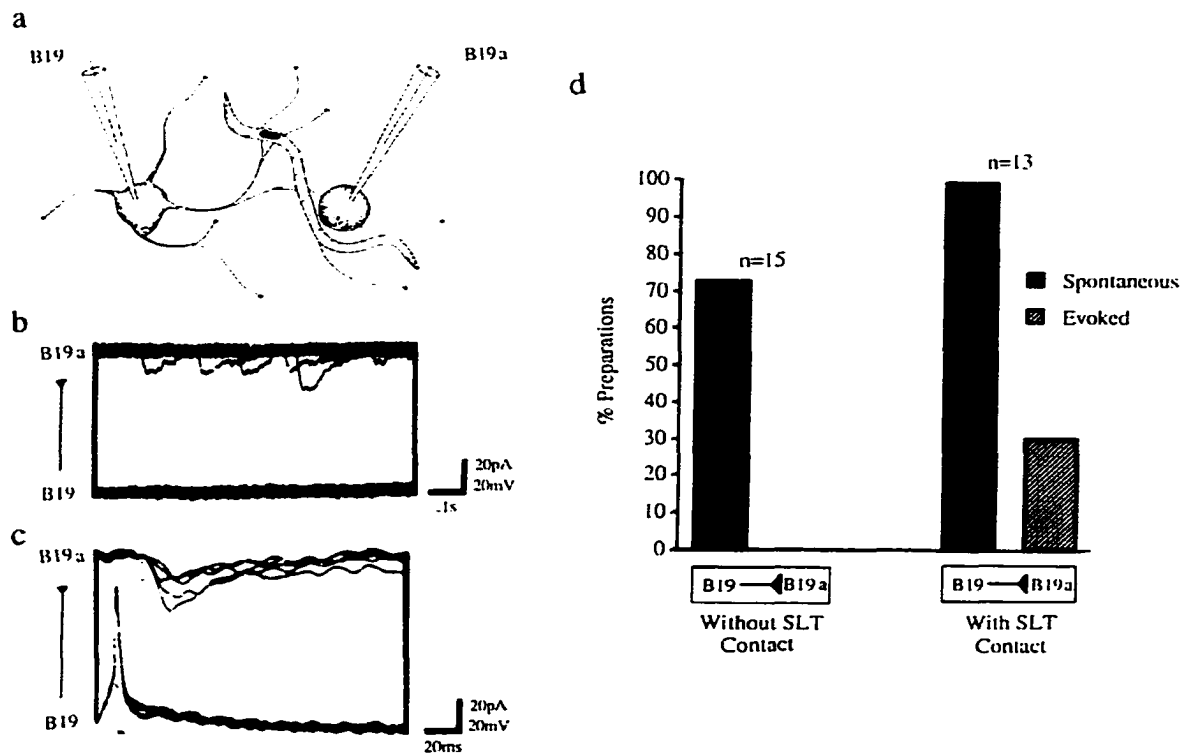 a
B19
B19a
b
B19a
B19
20pA
20mV
.1s
c
B19a
B19
20pA
20mV
20ms
d
% Preparations
100
90
80
70
60
50
40
30
20
10
0
n=15
n=13
Spontaneous
Evoked
B19 B19a
Without SLT
Contact
B19 B19a
With SLT
Contact